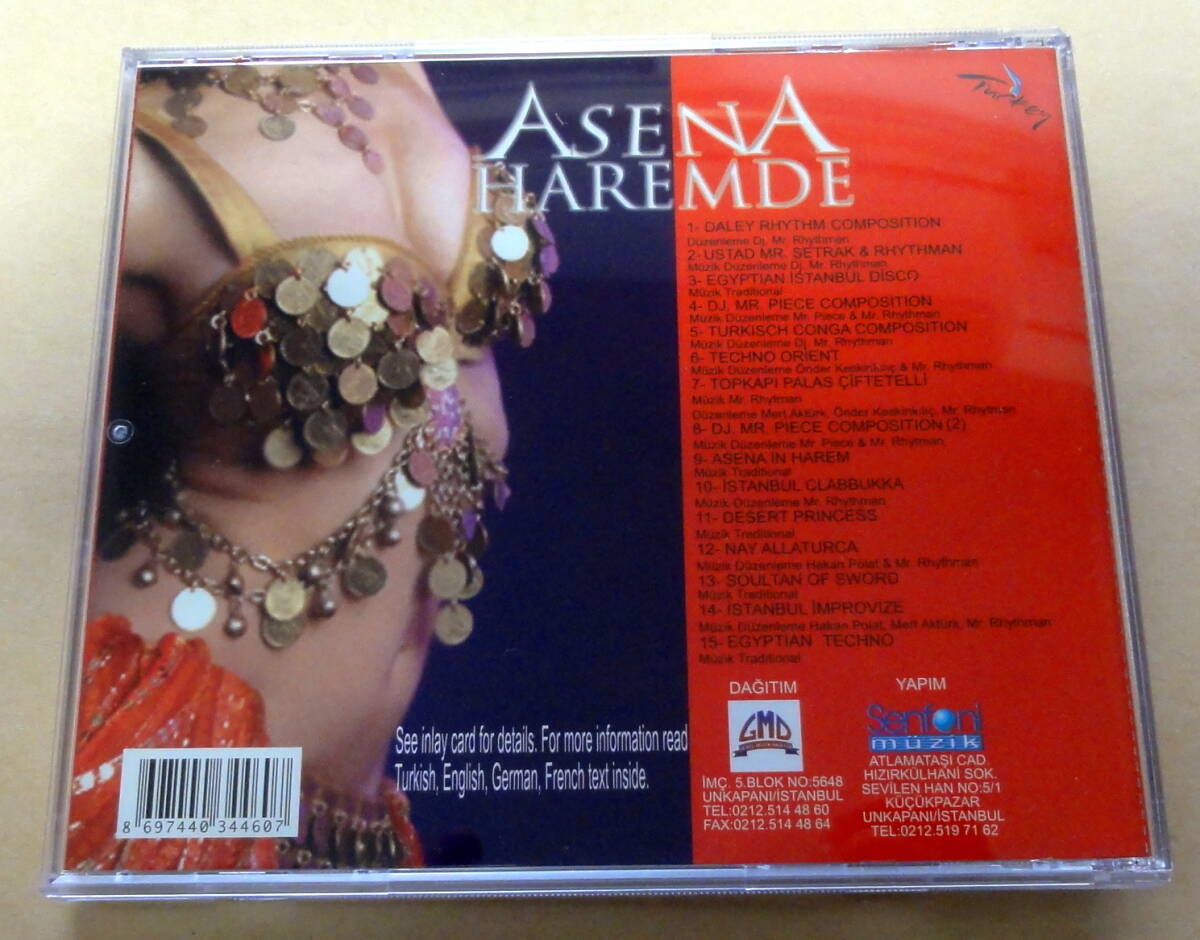 Turkey
ASENA
HAREMDE
1- DALEY RHYTHM COMPOSITION
Düzenleme Dj. Mr. Rhythmen
2- USTAD MR. SETRAK & RHYTHMAN
Müzik Düzenleme Dj. Mr. Rhythmen
3- EGYPTIAN İSTANBUL DİSCO
Müzik Traditional
4- DJ. MR. PIECE COMPOSITION
Müzik Düzenleme Mr. Piece & Mr. Rhythman
5- TURKISCH CONGA COMPOSITION
Müzik Düzenleme Dj. Mr. Rhythman
6- TECHNO ORIENT
Müzik Düzenleme Önder Keskinkılıç & Mr. Rhythmen
7- TOPKAPI PALAS ÇİFTETELLİ
Müzik Mr. Rhytman
Düzenleme Mert Aktürk, Önder Keskinkılıç, Mr. Rhytman
8- DJ. MR. PIECE COMPOSITION (2)
Müzik Düzenleme Mr. Piece & Mr. Rhytman
9- ASENA IN HAREM
Müzik Traditional
10- İSTANBUL CLABBUKKA
Müzik Düzenleme Mr. Rhythman
11- DESERT PRINCESS
Müzik Traditional
12- NAY ALLATURCA
Müzik Düzenleme Hakan Polat & Mr. Rhythman
13- SOULTAN OF SWORD
Müzik Traditional
14- İSTANBUL İMPROVIZE
Müzik Düzenleme Hakan Polat, Mert Aktürk, Mr. Rhythman
15- EGYPTIAN TECHNO
Müzik Traditional
See inlay card for details. For more information read
Turkish, English, German, French text inside.
8 697440 344607
DAĞITIM
GMD
İMÇ. 5.BLOK NO:5648
UNKAPANI/İSTANBUL
TEL:0212.514 48 60
FAX:0212.514 48 64
YAPIM
Senfoni
müzik
ATLAMATAŞI CAD.
HIZIRKÜLHANİ SOK.
SEVİLEN HAN NO:5/1
KÜÇÜKPAZAR
UNKAPANI/İSTANBUL
TEL:0212.519 71 62